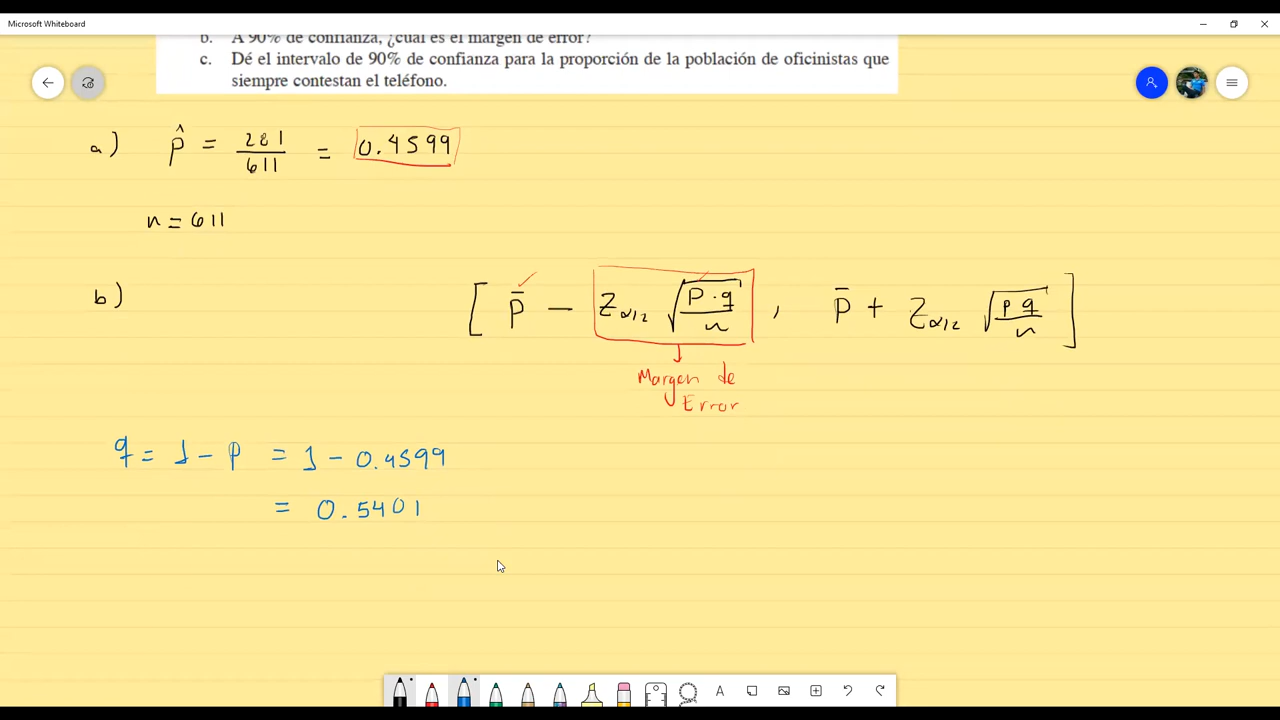 Microsoft Whiteboard
b. A 90% de confianza, ¿cuál es el margen de error?
c. Dé el intervalo de 90% de confianza para la proporción de la población de oficinistas que
siempre contestan el teléfono.
a) p̂ = 281/611 = 0.4599
n = 611
b) [ p̄ − Zα/2 √(p·q/n) , p̄ + Zα/2 √(pq/n) ]
Margen de
Error
q = 1 − p = 1 − 0.4599
= 0.5401
A